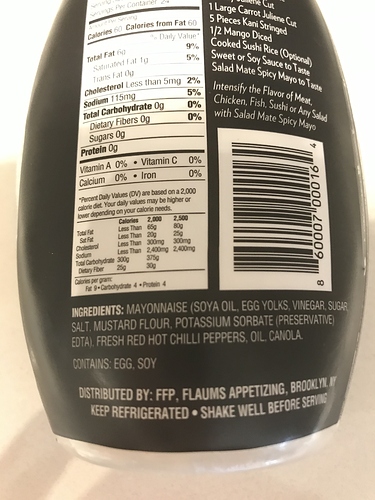 Servings Per Container 24
Calories 60 Calories from Fat 60
% Daily Value*
Total Fat 6g 9%
Saturated Fat 1g 5%
Trans Fat 0g
Cholesterol Less than 5mg 2%
Sodium 115mg 5%
Total Carbohydrate 0g 0%
Dietary Fibers 0g 0%
Sugars 0g
Protein 0g
Vitamin A 0% • Vitamin C 0%
Calcium 0% • Iron 0%
*Percent Daily Values (DV) are based on a 2,000
calorie diet. Your daily values may be higher or
lower depending on your calorie needs.
Calories 2,000 2,500
Total Fat Less Than 65g 80g
Sat Fat Less Than 20g 25g
Cholesterol Less Than 300mg 300mg
Sodium Less Than 2,400mg 2,400mg
Total Carbohydrate 300g 375g
Dietary Fiber 25g 30g
Calories per gram:
Fat 9 • Carbohydrate 4 • Protein 4
Julienne Cut
1 Large Carrot Juliene Cut
5 Pieces Kani Stringed
1/2 Mango Diced
Cooked Sushi Rice (Optional)
Sweet or Soy Sauce to Taste
Salad Mate Spicy Mayo to Taste
Intensify the Flavor of Meat,
Chicken, Fish, Sushi or Any Salad
with Salad Mate Spicy Mayo
8 60007 00016 4
INGREDIENTS: MAYONNAISE (SOYA OIL, EGG YOLKS, VINEGAR, SUGAR,
SALT, MUSTARD FLOUR, POTASSIUM SORBATE (PRESERVATIVE)
EDTA), FRESH RED HOT CHILLI PEPPERS, OIL, CANOLA.
CONTAINS: EGG, SOY
DISTRIBUTED BY: FFP, FLAUMS APPETIZING, BROOKLYN, NY
KEEP REFRIGERATED • SHAKE WELL BEFORE SERVING